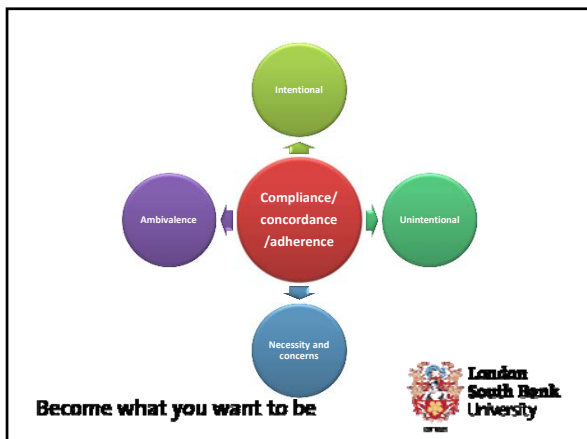 Intentional
Ambivalence
Compliance/
concordance
/adherence
Unintentional
Necessity and
concerns
Become what you want to be
London
South Bank
University